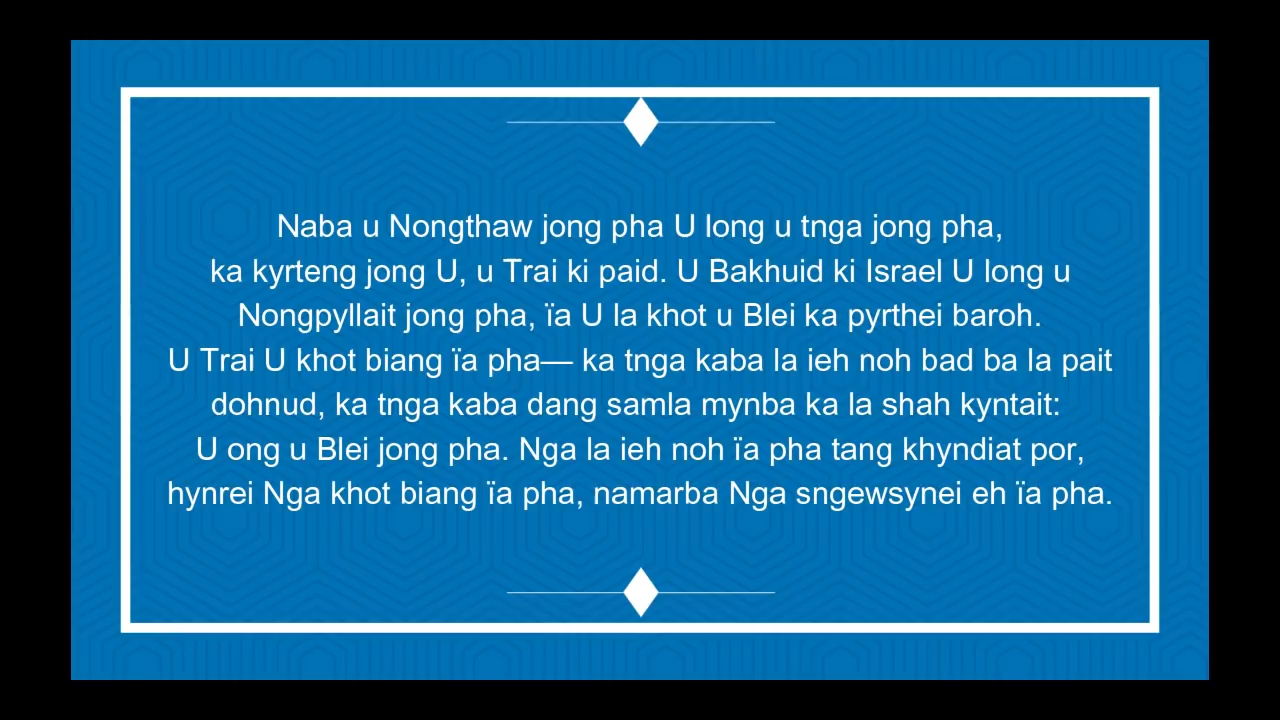 Naba u Nongthaw jong pha U long u tnga jong pha,
ka kyrteng jong U, u Trai ki paid. U Bakhuid ki Israel U long u
Nongpyllait jong pha, ïa U la khot u Blei ka pyrthei baroh.
U Trai U khot biang ïa pha— ka tnga kaba la ieh noh bad ba la pait
dohnud, ka tnga kaba dang samla mynba ka la shah kyntait:
U ong u Blei jong pha. Nga la ieh noh ïa pha tang khyndiat por,
hynrei Nga khot biang ïa pha, namarba Nga sngewsynei eh ïa pha.